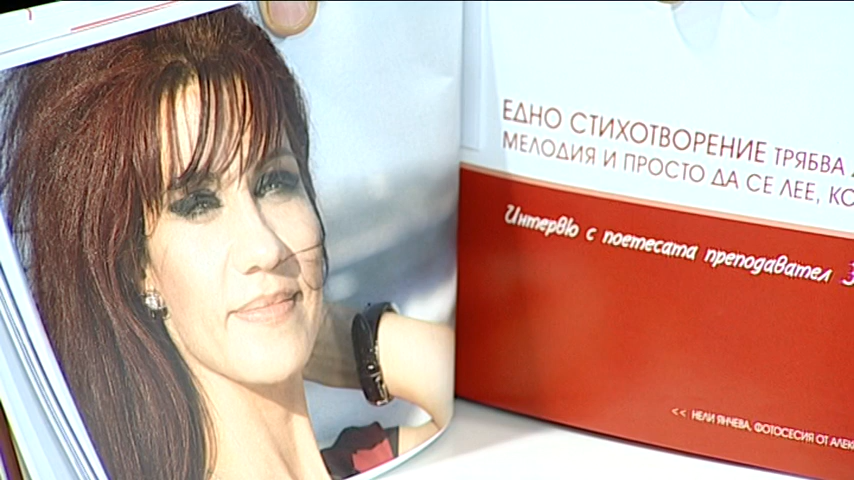 ЕДНО СТИХОТВОРЕНИЕ ТРЯБВА
МЕЛОДИЯ И ПРОСТО ДА СЕ ЛЕЕ,
Интервю с поетесата преподавател
<< НЕЛИ ЯНЧЕВА, ФОТОСЕСИЯ ОТ